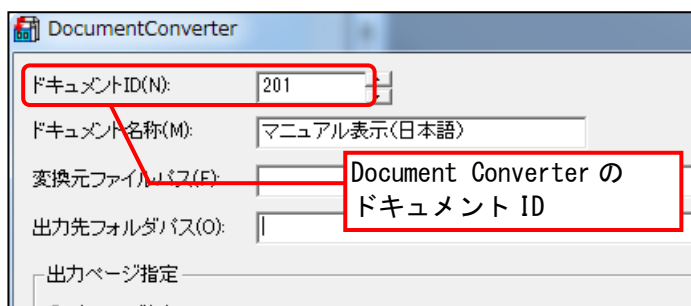 DocumentConverter
ドキュメントID(N): 201
ドキュメント名称(M): マニュアル表示(日本語)
変換元ファイルパス(F):
Document Converter の
ドキュメント ID
出力先フォルダパス(O):
出力ページ指定